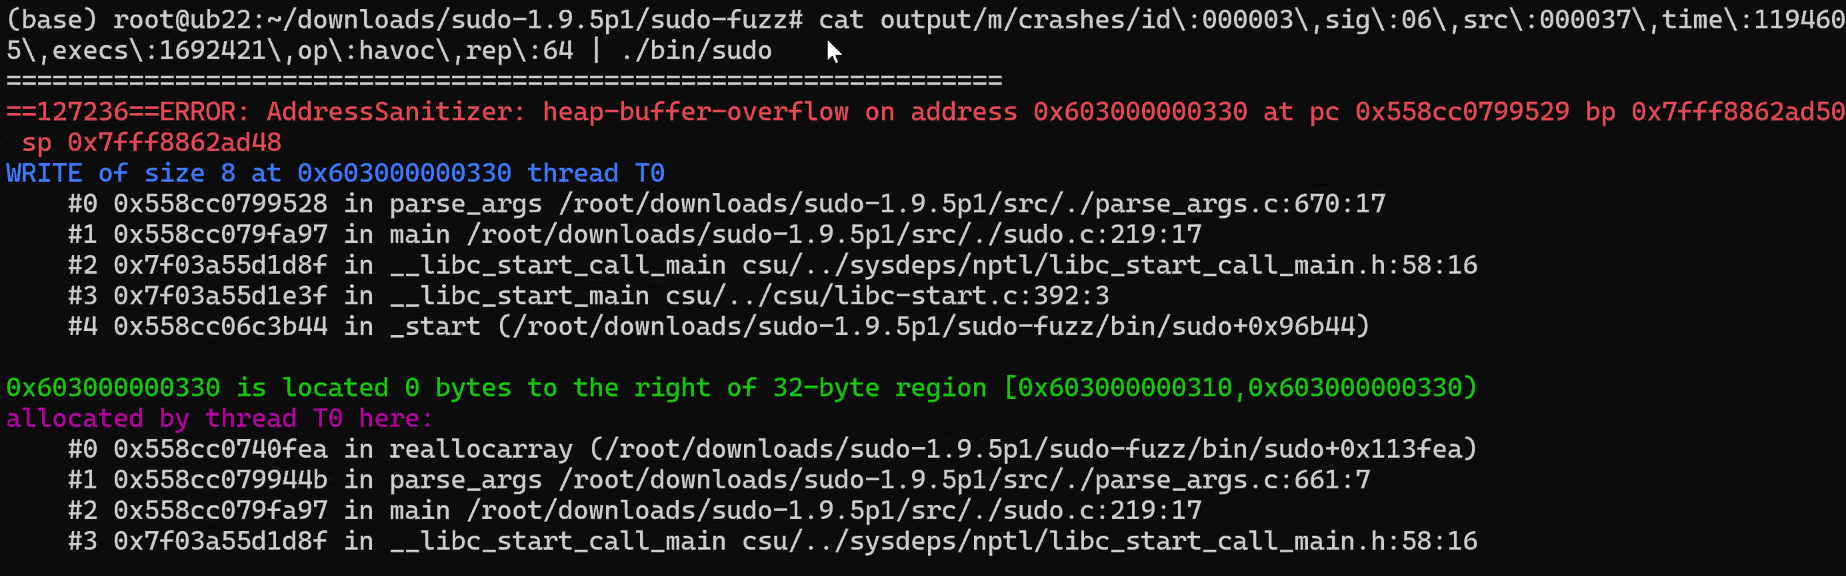 (base) root@ub22:~/downloads/sudo-1.9.5p1/sudo-fuzz# cat output/m/crashes/id\:000003\,sig\:06\,src\:000037\,time\:119460
5\,execs\:1692421\,op\:havoc\,rep\:64 | ./bin/sudo
=================================================================
==127236==ERROR: AddressSanitizer: heap-buffer-overflow on address 0x603000000330 at pc 0x558cc0799529 bp 0x7fff8862ad50
 sp 0x7fff8862ad48
WRITE of size 8 at 0x603000000330 thread T0
    #0 0x558cc0799528 in parse_args /root/downloads/sudo-1.9.5p1/src/./parse_args.c:670:17
    #1 0x558cc079fa97 in main /root/downloads/sudo-1.9.5p1/src/./sudo.c:219:17
    #2 0x7f03a55d1d8f in __libc_start_call_main csu/../sysdeps/nptl/libc_start_call_main.h:58:16
    #3 0x7f03a55d1e3f in __libc_start_main csu/../csu/libc-start.c:392:3
    #4 0x558cc06c3b44 in _start (/root/downloads/sudo-1.9.5p1/sudo-fuzz/bin/sudo+0x96b44)

0x603000000330 is located 0 bytes to the right of 32-byte region [0x603000000310,0x603000000330)
allocated by thread T0 here:
    #0 0x558cc0740fea in reallocarray (/root/downloads/sudo-1.9.5p1/sudo-fuzz/bin/sudo+0x113fea)
    #1 0x558cc079944b in parse_args /root/downloads/sudo-1.9.5p1/src/./parse_args.c:661:7
    #2 0x558cc079fa97 in main /root/downloads/sudo-1.9.5p1/src/./sudo.c:219:17
    #3 0x7f03a55d1d8f in __libc_start_call_main csu/../sysdeps/nptl/libc_start_call_main.h:58:16